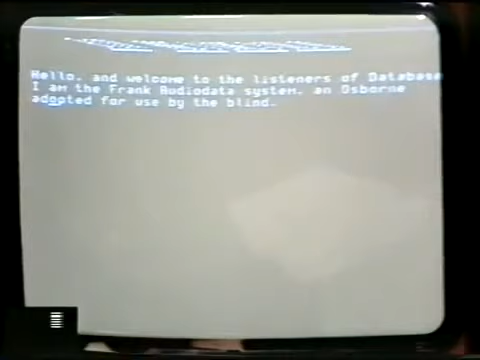 Hello, and welcome to the listeners of Database
I am the Frank Audiodata system, an Osborne
adopted for use by the blind.